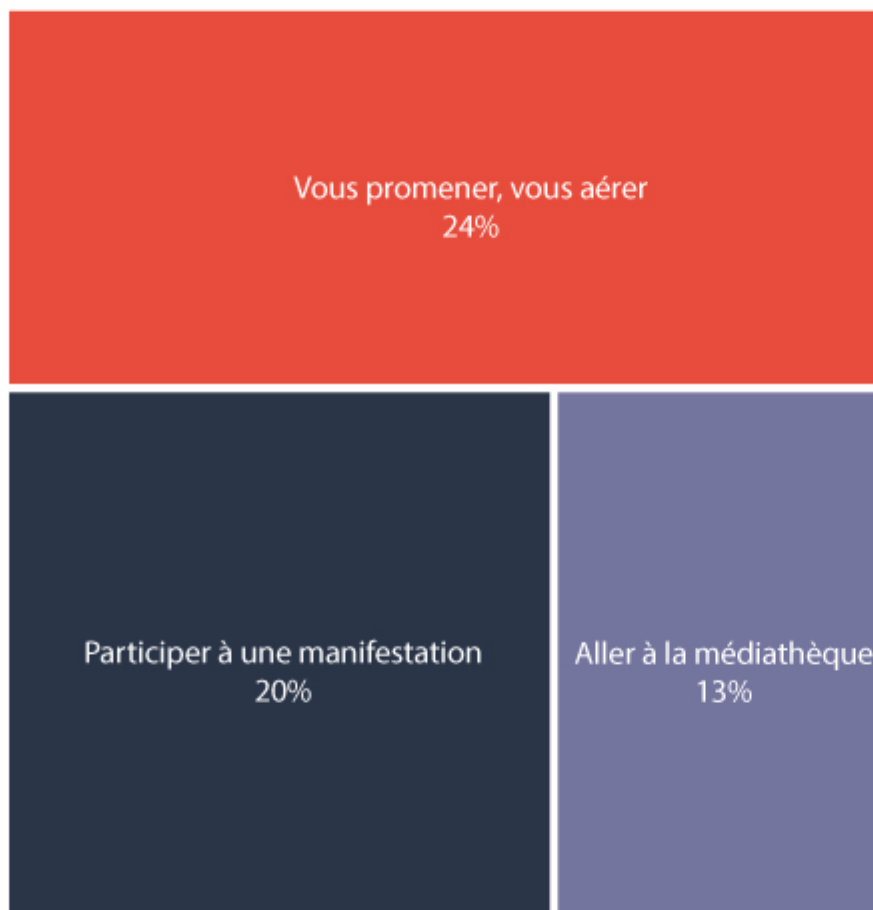 Vous promener, vous aérer
24%
Participer à une manifestation
20%
Aller à la médiathèque
13%